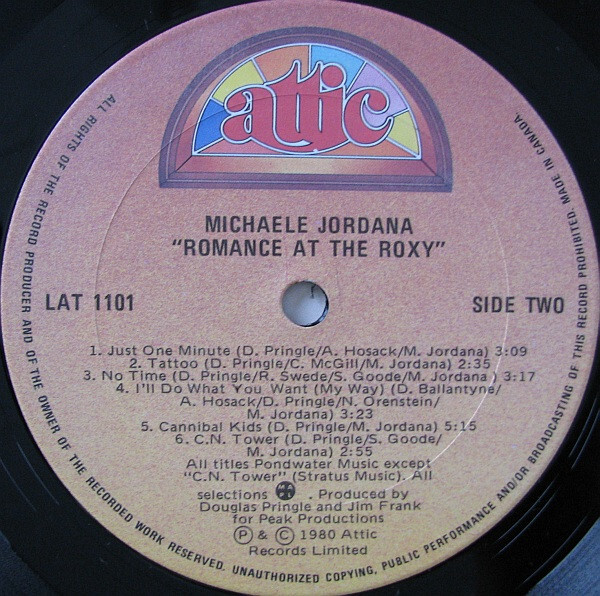 attic
MICHAELE JORDANA
"ROMANCE AT THE ROXY"
LAT 1101
SIDE TWO
1. Just One Minute (D. Pringle/A. Hosack/M. Jordana) 3:09
2. Tattoo (D. Pringle/C. McGill/M. Jordana) 2:35
3. No Time (D. Pringle/R. Swede/S. Goode/M. Jordana ) 3:17
4. I'll Do What You Want (My Way) (D. Ballantyne/
A. Hosack/D. Pringle/N. Orenstein/
M. Jordana) 3:23
5. Cannibal Kids (D. Pringle/M. Jordana) 5:15
6. C.N. Tower (D. Pringle/S. Goode/
M. Jordana) 2:55
All titles Pondwater Music except
"C.N. Tower" (Stratus Music). All
selections MAPL . Produced by
Douglas Pringle and Jim Frank
for Peak Productions
Ⓟ & © 1980 Attic
Records Limited
ALL RIGHTS OF THE RECORD PRODUCER AND OF THE OWNER OF THE RECORDED WORK RESERVED. UNAUTHORIZED COPYING, PUBLIC PERFORMANCE AND/OR BROADCASTING OF THIS RECORD PROHIBITED. MADE IN CANADA.